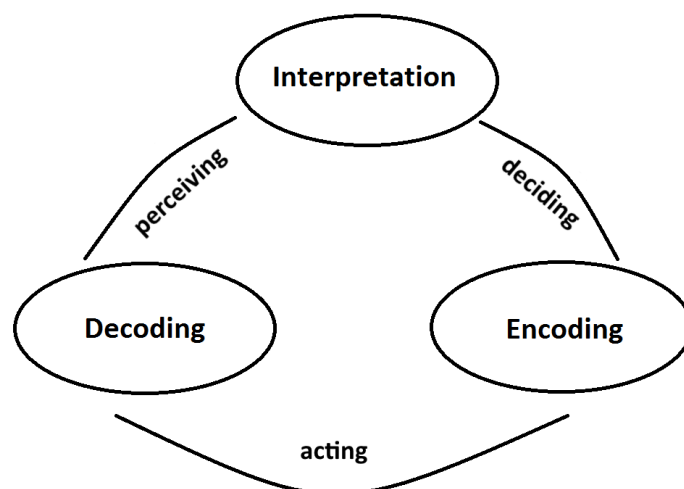 Interpretation
perceiving
deciding
Decoding
Encoding
acting